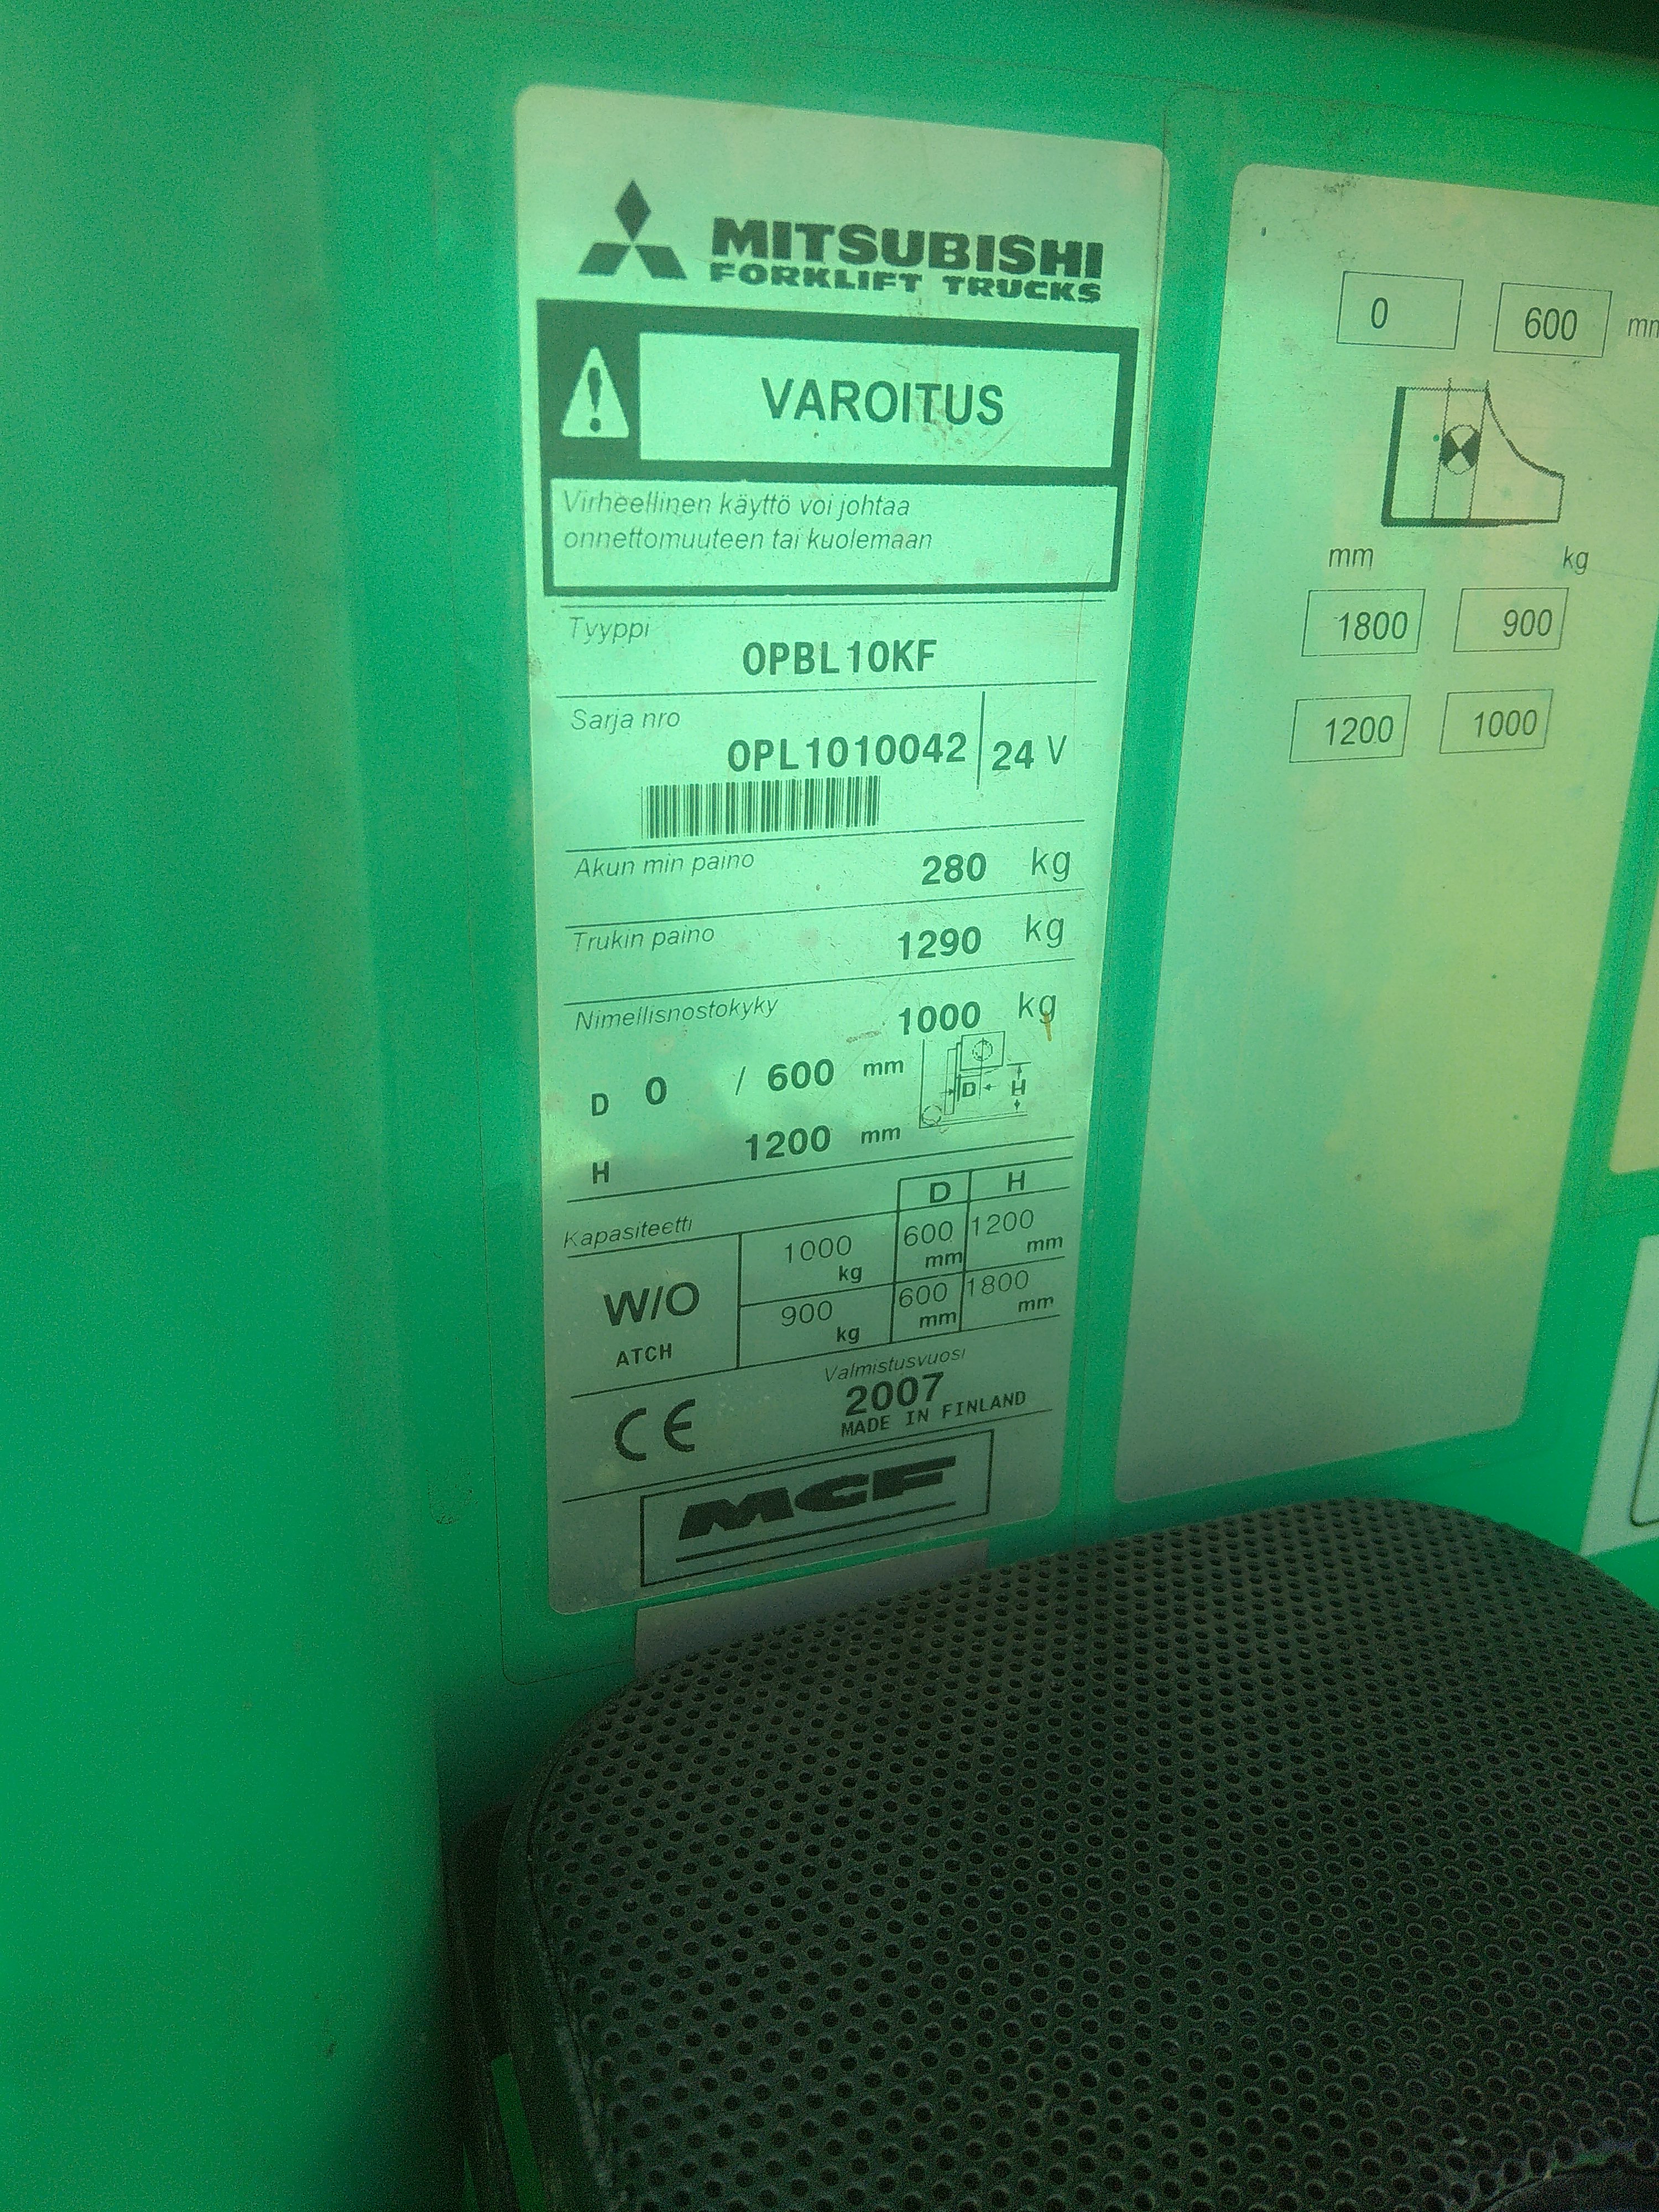 MITSUBISHI
FORKLIFT TRUCKS
VAROITUS
Virheellinen käyttö voi johtaa
onnettomuuteen tai kuolemaan
Tyyppi
OPBL10KF
Sarja nro
OPL1010042
24 V
Akun min paino 280 kg
Trukin paino 1290 kg
Nimellisnostokyky 1000 kg
D 0 / 600 mm
H 1200 mm
D H
Kapasiteetti
W/O
ATCH
1000 kg 600 mm 1200 mm
900 kg 600 mm 1800 mm
Valmistusvuosi
2007
MADE IN FINLAND
CE
MCF
0 600 mm
mm kg
1800 900
1200 1000